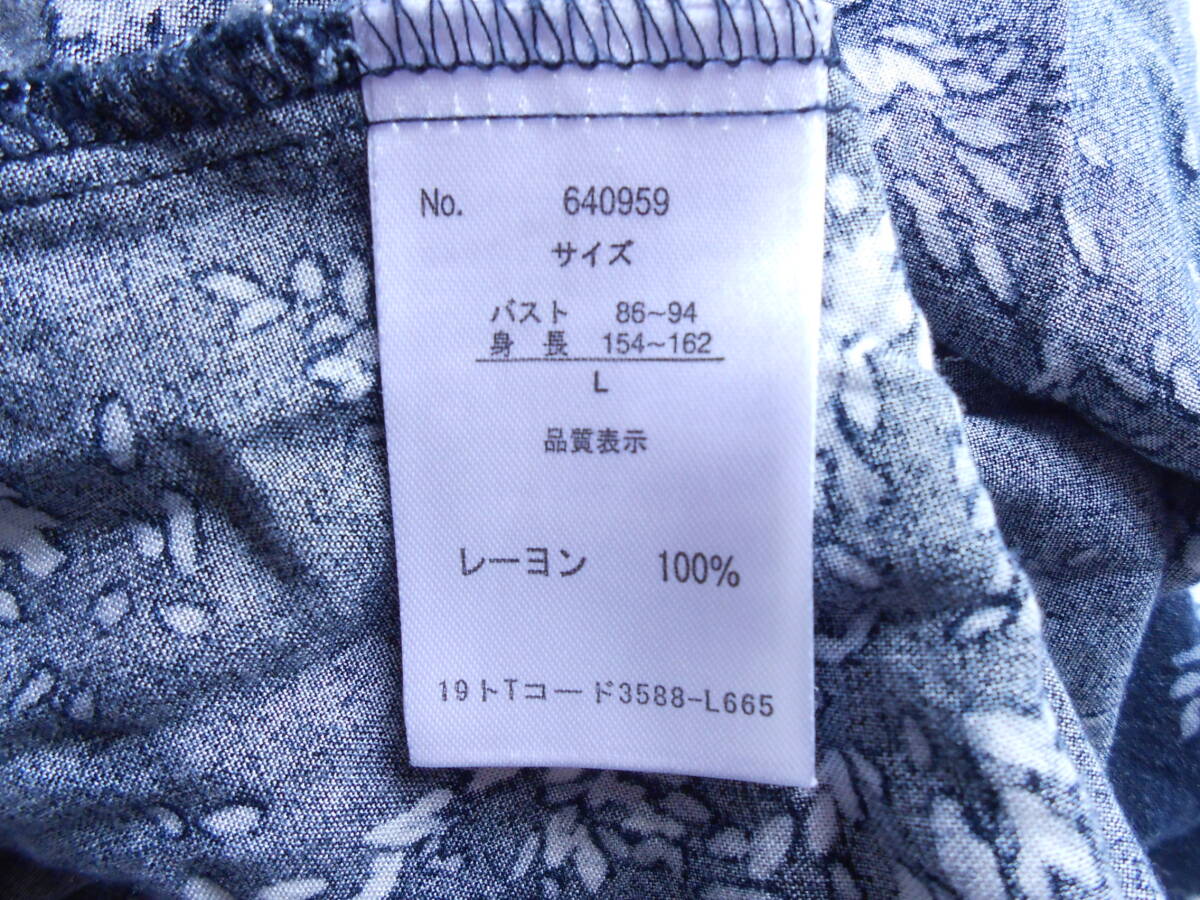 No. 640959
サイズ
バスト 86~94
身長 154~162
L
品質表示
レーヨン 100%
19トTコード3588-L665